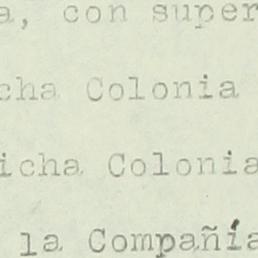 a, con super
cha Colonia
icha Colonia
la Compañía